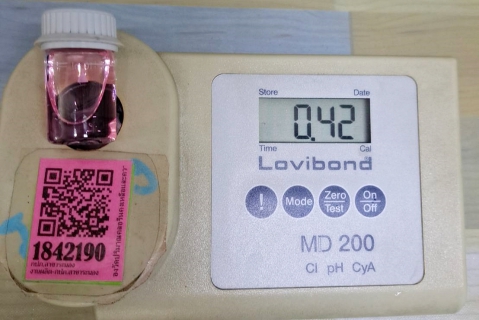 Store Date
0.42
Time Cal
Lovibond
! Mode Zero Test On Off
MD 200
Cl pH CyA
1842190